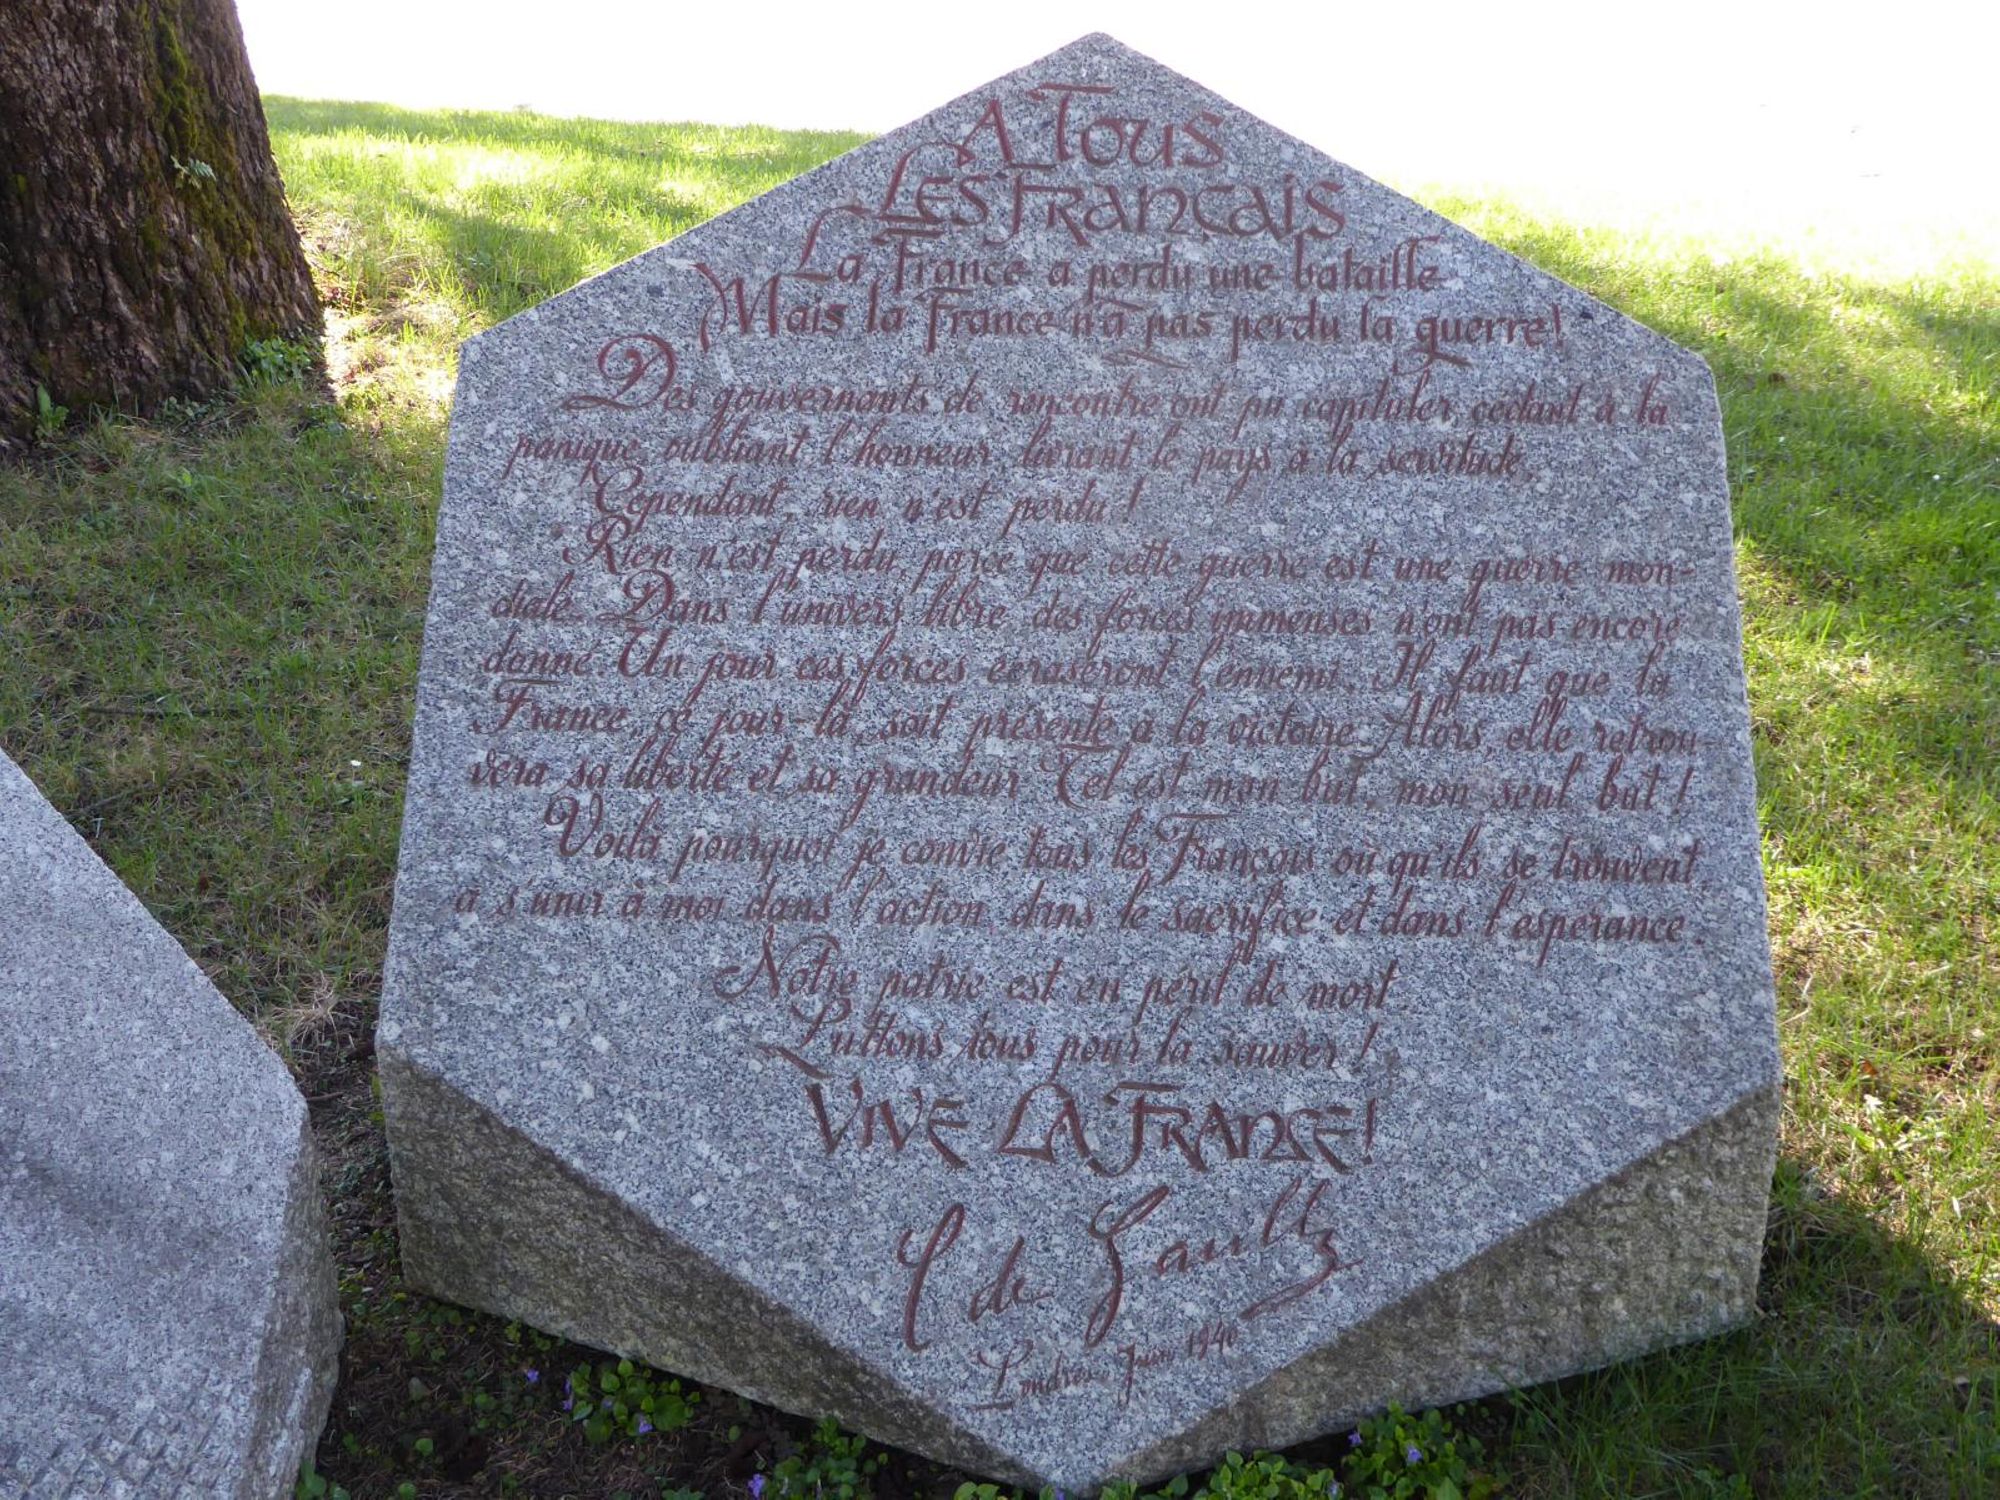 A Tous
Les Français
La France a perdu une bataille
Mais la France n'a pas perdu la guerre!
Des gouvernants de rencontre ont pu capituler, cédant à la
panique, oubliant l'honneur, livrant le pays à la servitude.
Cependant, rien n'est perdu!
Rien n'est perdu, parce que cette guerre est une guerre mon-
diale. Dans l'univers libre, des forces immenses n'ont pas encore
donné. Un jour ces forces écraseront l'ennemi. Il faut que la
France, ce jour-là, soit présente à la victoire. Alors, elle retrou-
vera sa liberté et sa grandeur. Tel est mon but, mon seul but!
Voilà pourquoi je convie tous les Français où qu'ils se trouvent,
à s'unir à moi dans l'action, dans le sacrifice et dans l'espérance.
Notre patrie est en péril de mort.
Luttons tous pour la sauver!
VIVE LA FRANCE!
C de Gaulle
Londres, Juin 1940